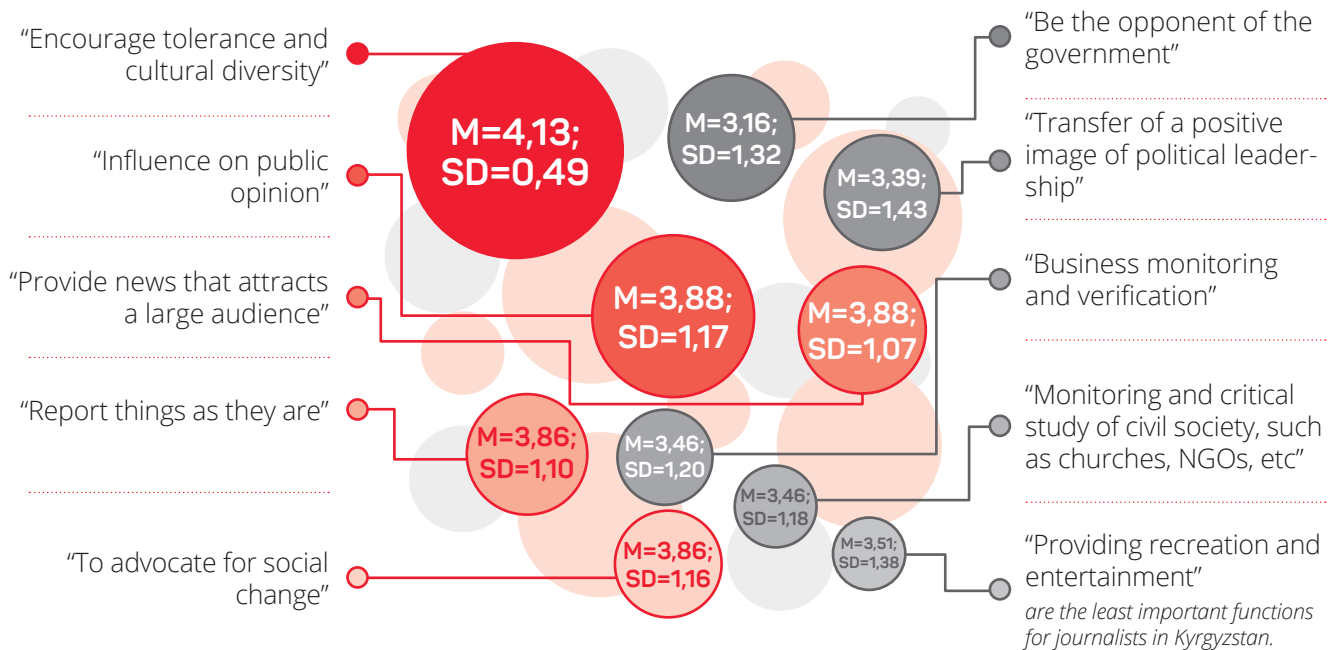 “Encourage tolerance and
cultural diversity”
“Influence on public
opinion”
“Provide news that attracts
a large audience”
“Report things as they are”
“To advocate for social
change”
M=4,13;
SD=0,49
M=3,88;
SD=1,17
M=3,88;
SD=1,07
M=3,86;
SD=1,10
M=3,86;
SD=1,16
M=3,16;
SD=1,32
M=3,39;
SD=1,43
M=3,46;
SD=1,20
M=3,46;
SD=1,18
M=3,51;
SD=1,38
“Be the opponent of the
government”
“Transfer of a positive
image of political leader-
ship”
“Business monitoring
and verification”
“Monitoring and critical
study of civil society, such
as churches, NGOs, etc”
“Providing recreation and
entertainment”
are the least important functions
for journalists in Kyrgyzstan.